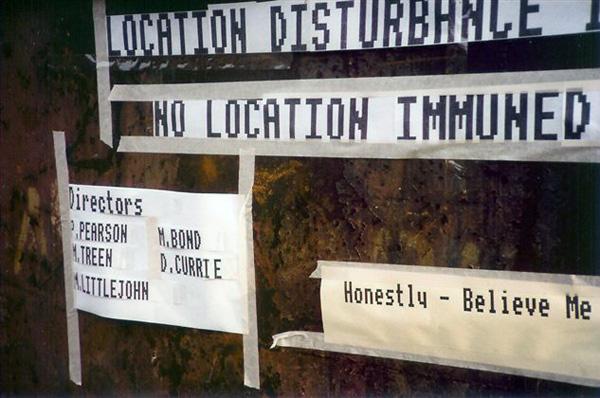 LOCATION DISTURBANCE
NO LOCATION IMMUNED
Directors
P.PEARSON M.BOND
M.TREEN D.CURRIE
M.LITTLEJOHN
Honestly - Believe Me